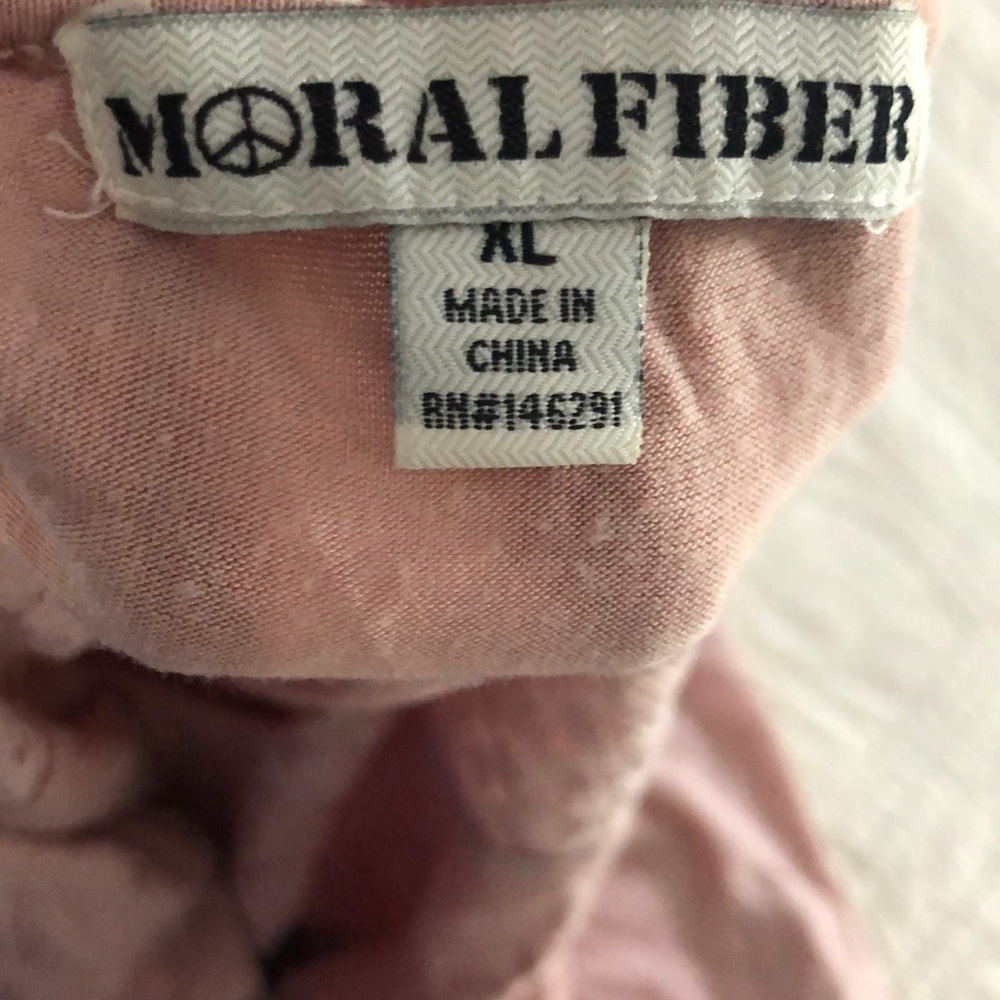 MORAL FIBER
XL
MADE IN
CHINA
RN#146291